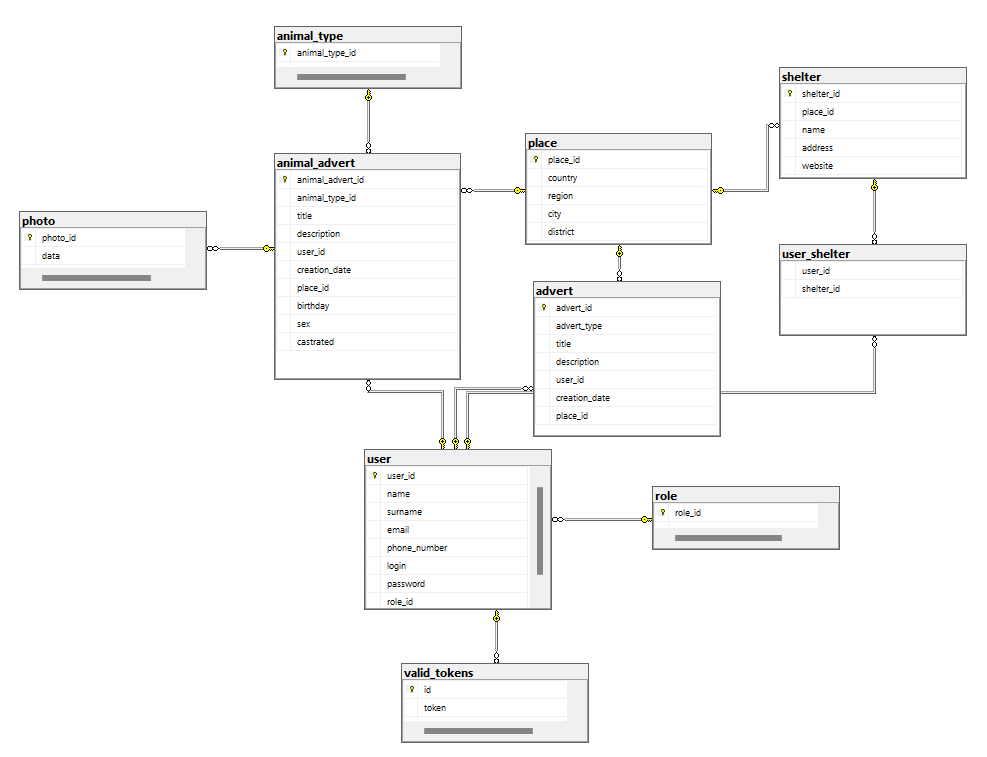 animal_type
animal_type_id
shelter
shelter_id
place_id
name
address
website
place
place_id
country
region
city
district
animal_advert
animal_advert_id
animal_type_id
title
description
user_id
creation_date
place_id
birthday
sex
castrated
photo
photo_id
data
user_shelter
user_id
shelter_id
advert
advert_id
advert_type
title
description
user_id
creation_date
place_id
user
user_id
name
surname
email
phone_number
login
password
role_id
role
role_id
valid_tokens
id
token